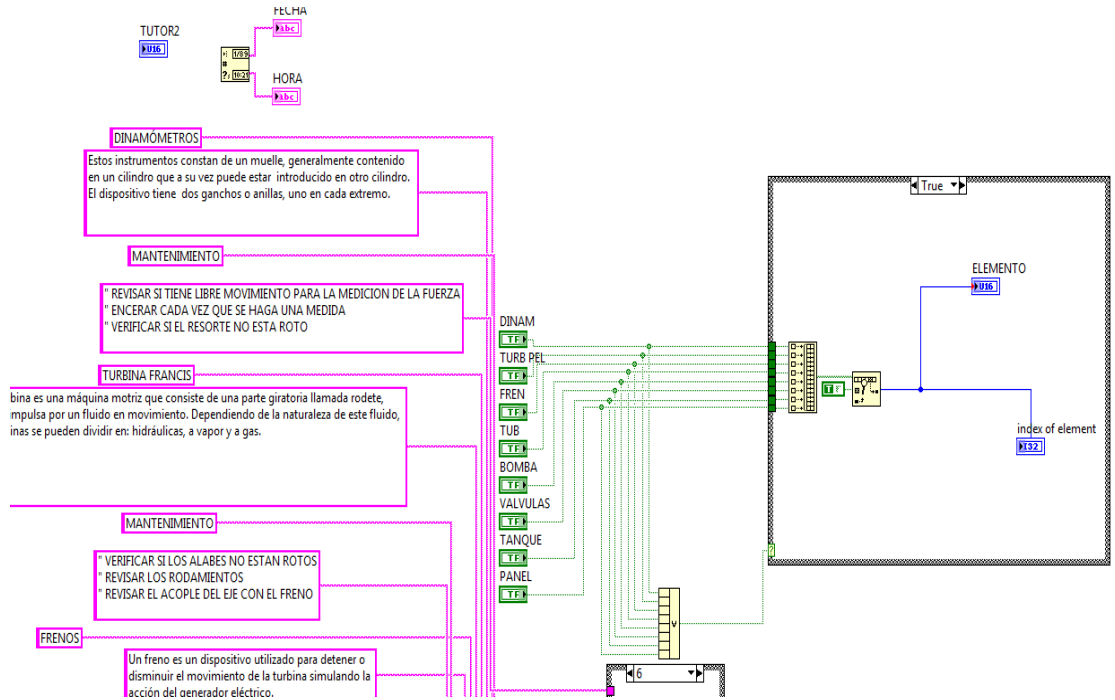 FECHA
TUTOR2
U16
abc
1/89
10:21
HORA
abc
DINAMÓMETROS
Estos instrumentos constan de un muelle, generalmente contenido
en un cilindro que a su vez puede estar introducido en otro cilindro.
El dispositivo tiene dos ganchos o anillas, uno en cada extremo.
MANTENIMIENTO
" REVISAR SI TIENE LIBRE MOVIMIENTO PARA LA MEDICION DE LA FUERZA
" ENCERAR CADA VEZ QUE SE HAGA UNA MEDIDA
" VERIFICAR SI EL RESORTE NO ESTA ROTO
TURBINA FRANCIS
bina es una máquina motriz que consiste de una parte giratoria llamada rodete,
impulsa por un fluido en movimiento. Dependiendo de la naturaleza de este fluido,
inas se pueden dividir en: hidráulicas, a vapor y a gas.
MANTENIMIENTO
" VERIFICAR SI LOS ALABES NO ESTAN ROTOS
" REVISAR LOS RODAMIENTOS
" REVISAR EL ACOPLE DEL EJE CON EL FRENO
FRENOS
Un freno es un dispositivo utilizado para detener o
disminuir el movimiento de la turbina simulando la
acción del generador eléctrico.
DINAM
TF
TURB PEL
TF
FREN
TF
TUB
TF
BOMBA
TF
VALVULAS
TF
TANQUE
TF
PANEL
TF
V
6
True
ELEMENTO
U16
T
index of element
I32
?